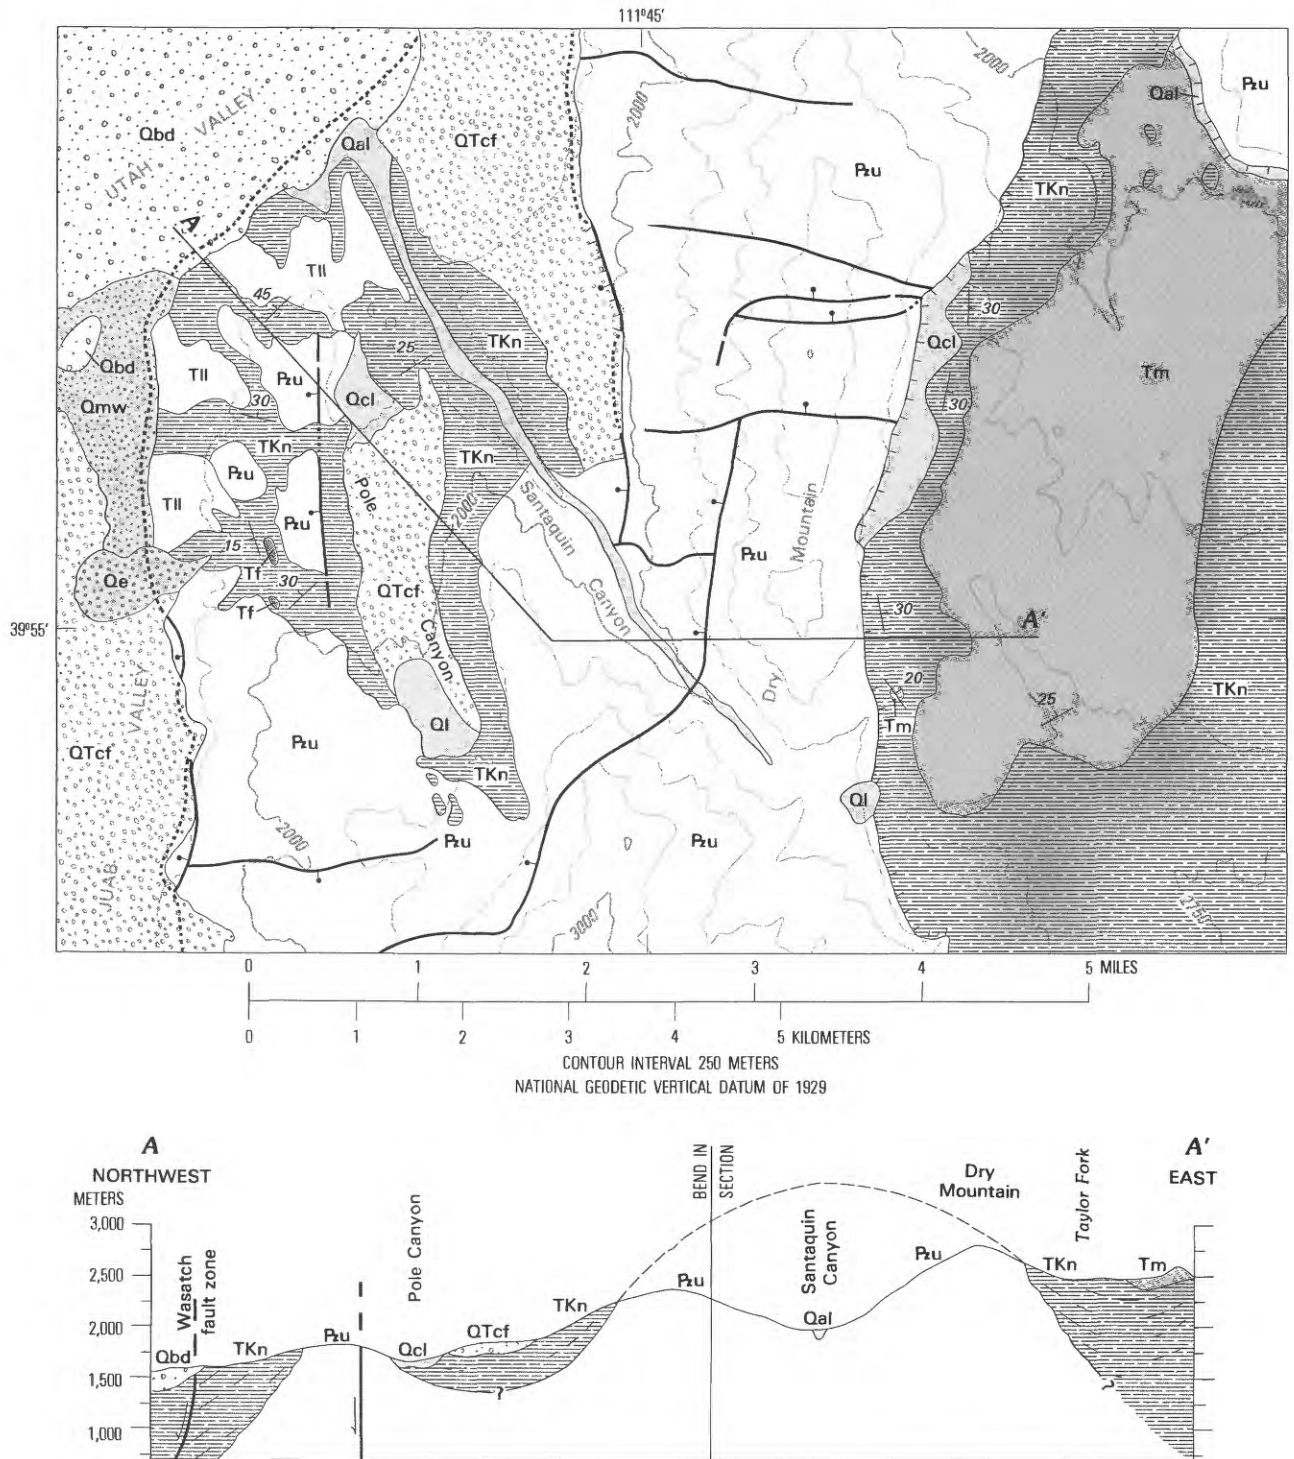 111°45′
Qbd
UTAH VALLEY
Qal
QTcf
2000
2000
Qal
Pzu
Pzu
TKn
A
Tll
45
TKn
25
30
Qcl
Qbd
Qmw
Tll
Pzu
30
Qcl
Tm
30
TKn
Pzu
Tll
Pzu
Pole Canyon
TKn
2000
Santaquin Canyon
Pzu
Dry Mountain
15
Tf
30
Qe
Tf
QTcf
39°55′
30
A′
20
Tm
25
TKn
JUAB VALLEY
QTcf
Pzu
Ql
TKn
Ql
2000
Pzu
Pzu
3000
2750
0 1 2 3 4 5 MILES
0 1 2 3 4 5 KILOMETERS
CONTOUR INTERVAL 250 METERS
NATIONAL GEODETIC VERTICAL DATUM OF 1929
A
NORTHWEST
METERS
3,000
2,500
2,000
1,500
1,000
Wasatch fault zone
Pole Canyon
BEND IN SECTION
Santaquin Canyon
Dry Mountain
Taylor Fork
A′
EAST
Qbd
TKn
Pzu
Qcl
QTcf
TKn
Pzu
Qal
Pzu
TKn
Tm
?
?